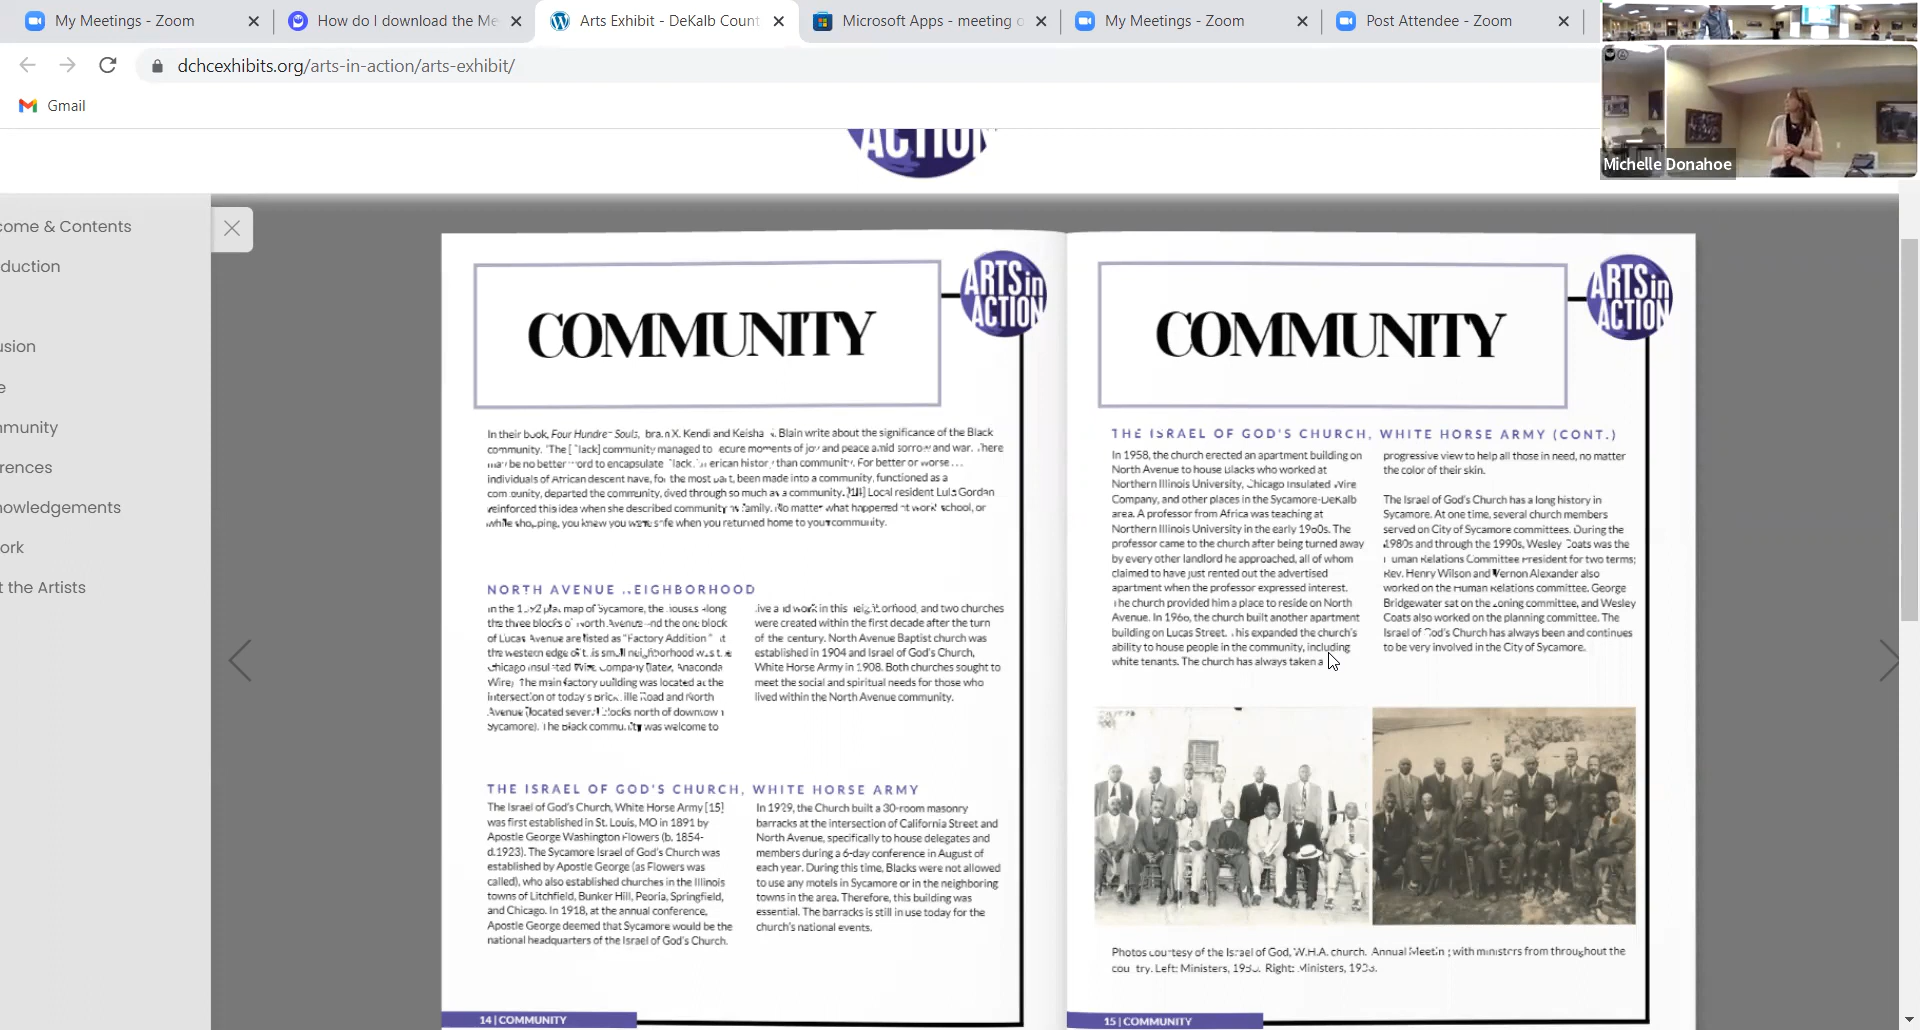 My Meetings - Zoom
How do I download the Me
Arts Exhibit - DeKalb Count
Microsoft Apps - meeting o
My Meetings - Zoom
Post Attendee - Zoom
dchcexhibits.org/arts-in-action/arts-exhibit/
Gmail
ACTION
Michelle Donahoe
come & Contents
duction
usion
e
munity
rences
nowledgements
ork
t the Artists
COMMUNITY
ARTS in
ACTION
In their book, Four Hundred Souls, X. Kendi and Keisha Blain write about the significance of the Black
community. "The [Black] community managed to secure moments of joy and peace amid sorrow and war. There
may be no better word to encapsulate history than community. For better or worse ...
individuals of African descent have, for the most part, been made into a community, functioned as a
community, departed the community, lived through so much as a community. [14] Local resident Lula Gordon
reinforced this idea when she described community as family. No matter what happened at work, school, or
while shopping, you knew you were safe when you returned home to your community.
NORTH AVENUE NEIGHBORHOOD
In the plat map of Sycamore, the houses along
the three blocks of North Avenue and the one block
of Lucas Avenue are listed as "Factory Addition" at
the western edge of this small neighborhood was the
Chicago Insulated Wire Company (later, Anaconda
Wire) The main factory building was located at the
intersection of today's Brickville Road and North
Avenue (located several blocks north of downtown
Sycamore). The Black community was welcome to
live and work in this neighborhood, and two churches
were created within the first decade after the turn
of the century. North Avenue Baptist church was
established in 1904 and Israel of God's Church,
White Horse Army in 1908. Both churches sought to
meet the social and spiritual needs for those who
lived within the North Avenue community.
THE ISRAEL OF GOD'S CHURCH, WHITE HORSE ARMY
The Israel of God's Church, White Horse Army [15]
was first established in St. Louis, MO in 1891 by
Apostle George Washington Flowers (b. 1854-
d.1923). The Sycamore Israel of God's Church was
established by Apostle George (as Flowers was
called), who also established churches in the Illinois
towns of Litchfield, Bunker Hill, Peoria, Springfield,
and Chicago. In 1918, at the annual conference,
Apostle George deemed that Sycamore would be the
national headquarters of the Israel of God's Church.
In 1929, the Church built a 30-room masonry
barracks at the intersection of California Street and
North Avenue, specifically to house delegates and
members during a 6-day conference in August of
each year. During this time, Blacks were not allowed
to use any motels in Sycamore or in the neighboring
towns in the area. Therefore, this building was
essential. The barracks is still in use today for the
church's national events.
14 | COMMUNITY
COMMUNITY
ARTS in
ACTION
THE ISRAEL OF GOD'S CHURCH, WHITE HORSE ARMY (CONT.)
In 1958, the church erected an apartment building on
North Avenue to house Blacks who worked at
Northern Illinois University, Chicago Insulated Wire
Company, and other places in the Sycamore-DeKalb
area. A professor from Africa was teaching at
Northern Illinois University in the early 1960s. The
professor came to the church after being turned away
by every other landlord he approached, all of whom
claimed to have just rented out the advertised
apartment when the professor expressed interest.
The church provided him a place to reside on North
Avenue. In 1966, the church built another apartment
building on Lucas Street. This expanded the church's
ability to house people in the community, including
white tenants. The church has always taken a
progressive view to help all those in need, no matter
the color of their skin.
The Israel of God's Church has a long history in
Sycamore. At one time, several church members
served on City of Sycamore committees. During the
1980s and through the 1990s, Wesley Coats was the
Human Relations Committee President for two terms;
Rev. Henry Wilson and Vernon Alexander also
worked on the Human Relations committee. George
Bridgewater sat on the zoning committee, and Wesley
Coats also worked on the planning committee. The
Israel of God's Church has always been and continues
to be very involved in the City of Sycamore.
Photos courtesy of the Israel of God, W.H.A. church. Annual Meeting with ministers from throughout the
country. Left: Ministers, Right: Ministers,
15 | COMMUNITY